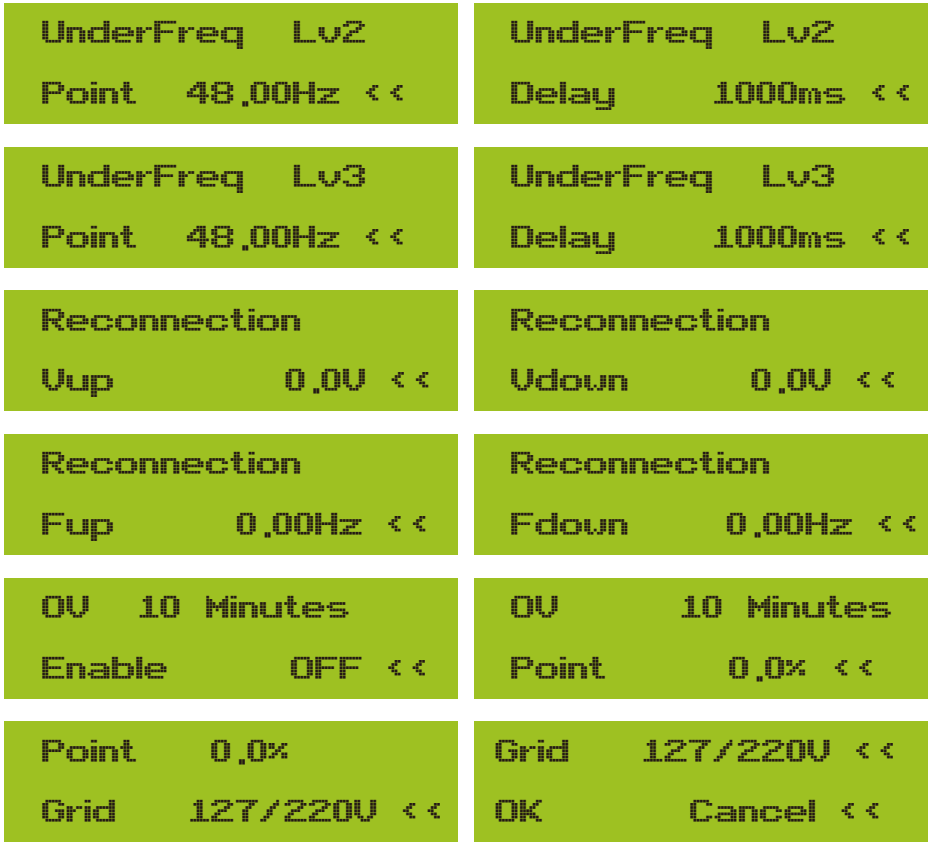 UnderFreq Lv2
Point 48.00Hz <<
UnderFreq Lv2
Delay 1000ms <<
UnderFreq Lv3
Point 48.00Hz <<
UnderFreq Lv3
Delay 1000ms <<
Reconnection
Vup 0.0V <<
Reconnection
Vdown 0.0V <<
Reconnection
Fup 0.00Hz <<
Reconnection
Fdown 0.00Hz <<
OV 10 Minutes
Enable OFF <<
OV 10 Minutes
Point 0.0% <<
Point 0.0%
Grid 127/220V <<
Grid 127/220V <<
OK Cancel <<